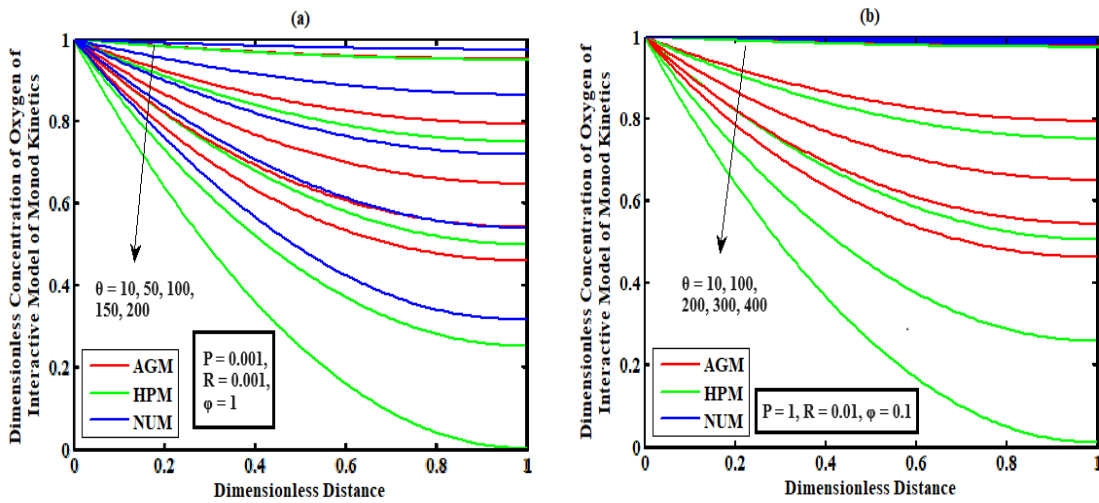 (a)
Dimensionless Concentration of Oxygen of
Interactive Model of Monod Kinetics
1
0.8
0.6
0.4
0.2
0
θ = 10, 50, 100,
150, 200
P = 0.001,
R = 0.001,
φ = 1
AGM
HPM
NUM
0 0.2 0.4 0.6 0.8 1
Dimensionless Distance
(b)
Dimensionless Concentration of Oxygen of
Interactive Model of Monod Kinetics
1
0.8
0.6
0.4
0.2
0
θ = 10, 100,
200, 300, 400
AGM
HPM
NUM
P = 1, R = 0.01, φ = 0.1
0 0.2 0.4 0.6 0.8 1
Dimensionless Distance